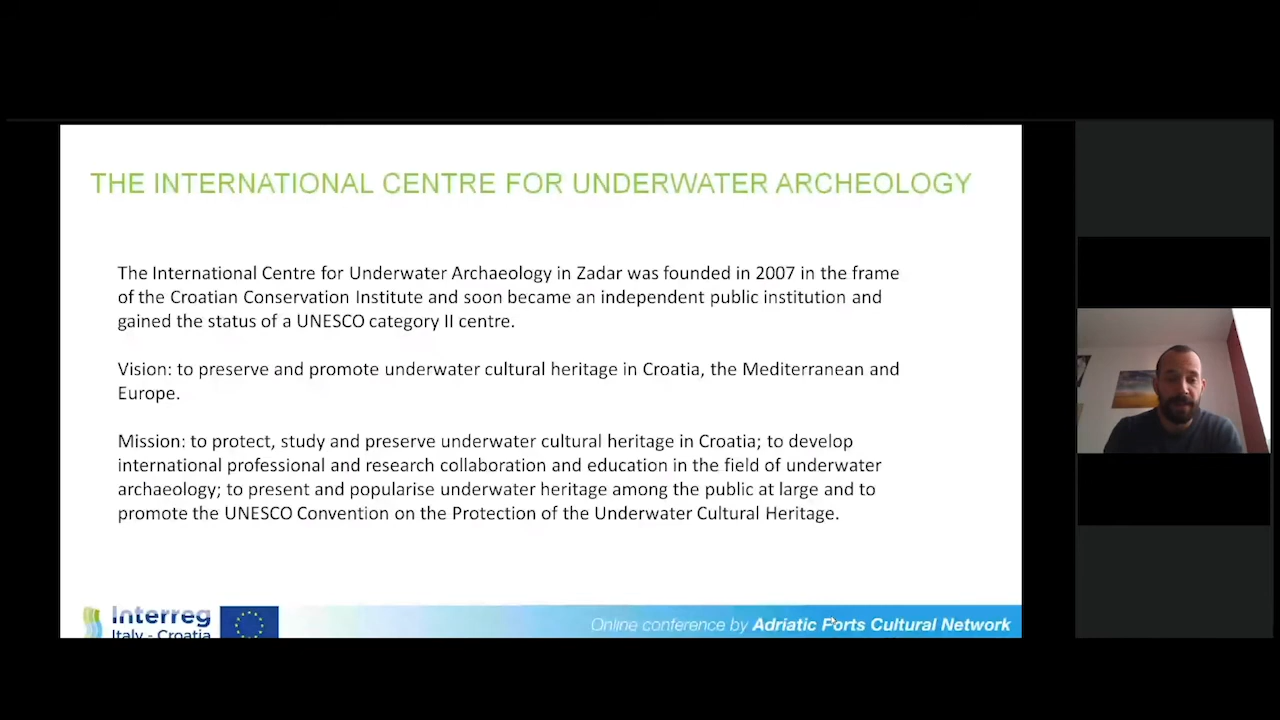 THE INTERNATIONAL CENTRE FOR UNDERWATER ARCHEOLOGY
The International Centre for Underwater Archaeology in Zadar was founded in 2007 in the frame
of the Croatian Conservation Institute and soon became an independent public institution and
gained the status of a UNESCO category II centre.
Vision: to preserve and promote underwater cultural heritage in Croatia, the Mediterranean and
Europe.
Mission: to protect, study and preserve underwater cultural heritage in Croatia; to develop
international professional and research collaboration and education in the field of underwater
archaeology; to present and popularise underwater heritage among the public at large and to
promote the UNESCO Convention on the Protection of the Underwater Cultural Heritage.
Interreg
Italy - Croatia
Online conference by Adriatic Ports Cultural Network